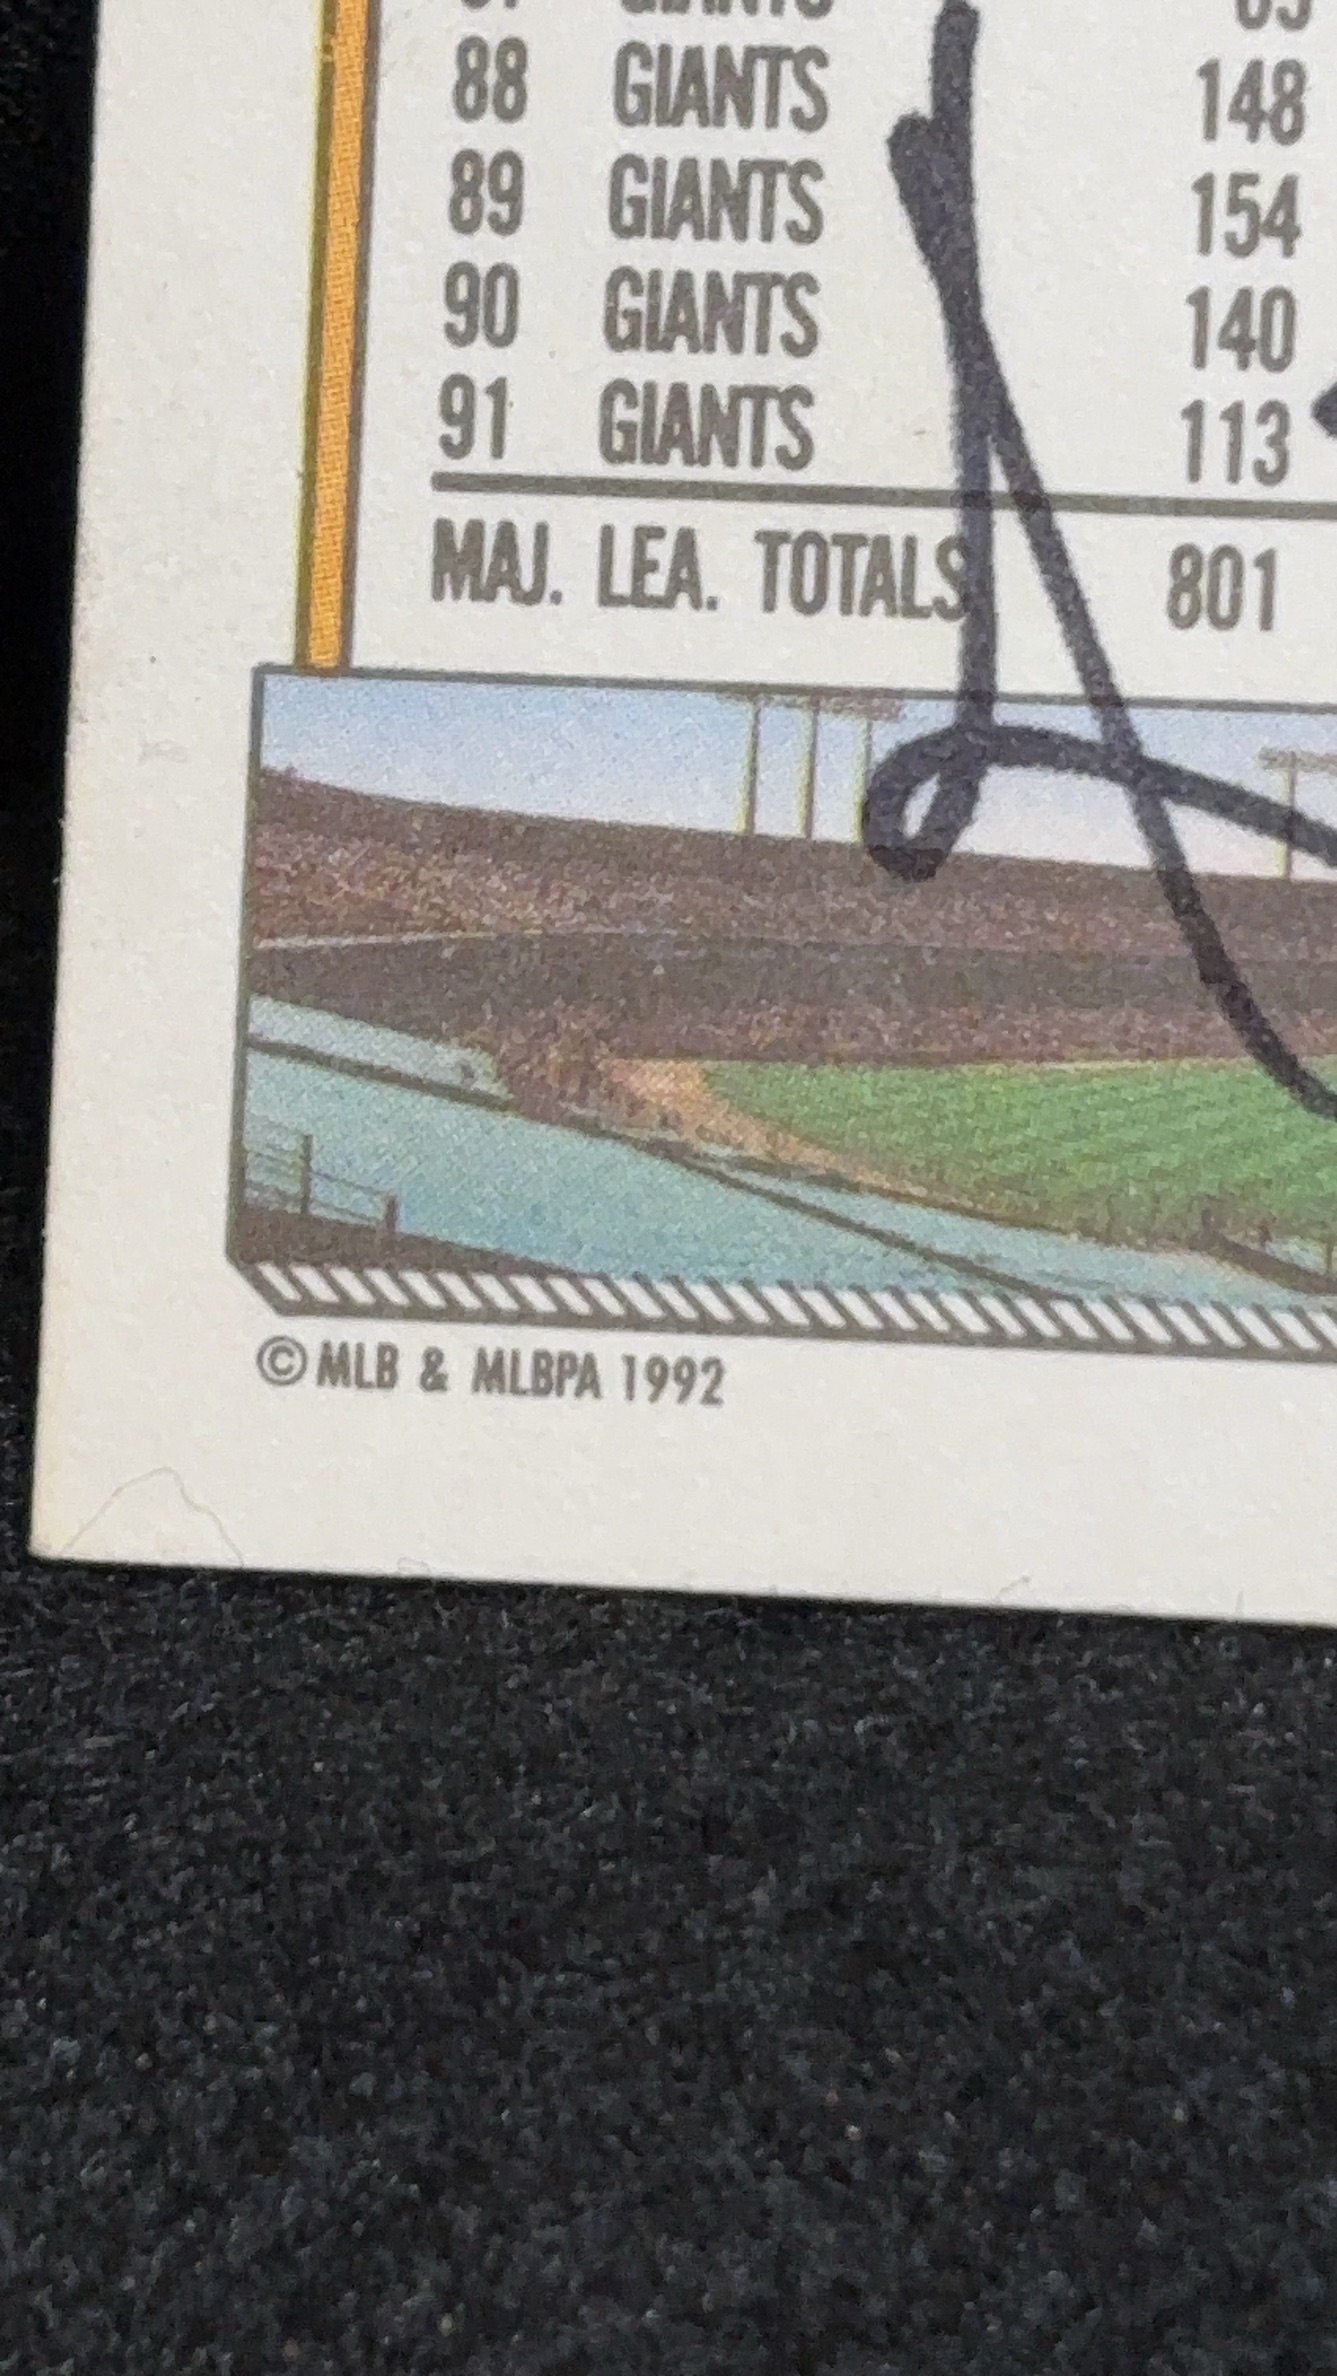 88 GIANTS 148
89 GIANTS 154
90 GIANTS 140
91 GIANTS 113
MAJ. LEA. TOTALS 801
© MLB & MLBPA 1992